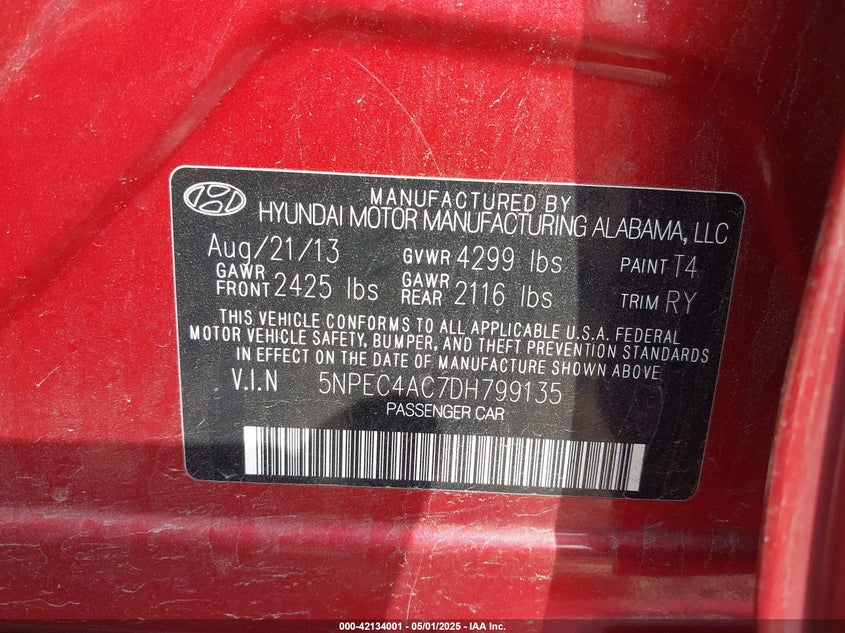 MANUFACTURED BY
HYUNDAI MOTOR MANUFACTURING ALABAMA, LLC
Aug/21/13 GVWR 4299 lbs PAINT T4
GAWR FRONT 2425 lbs GAWR REAR 2116 lbs TRIM RY
THIS VEHICLE CONFORMS TO ALL APPLICABLE U.S.A. FEDERAL
MOTOR VEHICLE SAFETY, BUMPER, AND THEFT PREVENTION STANDARDS
IN EFFECT ON THE DATE OF MANUFACTURE SHOWN ABOVE
V.I.N 5NPEC4AC7DH799135
PASSENGER CAR
000-42134001 - 05/01/2025 - IAA Inc.